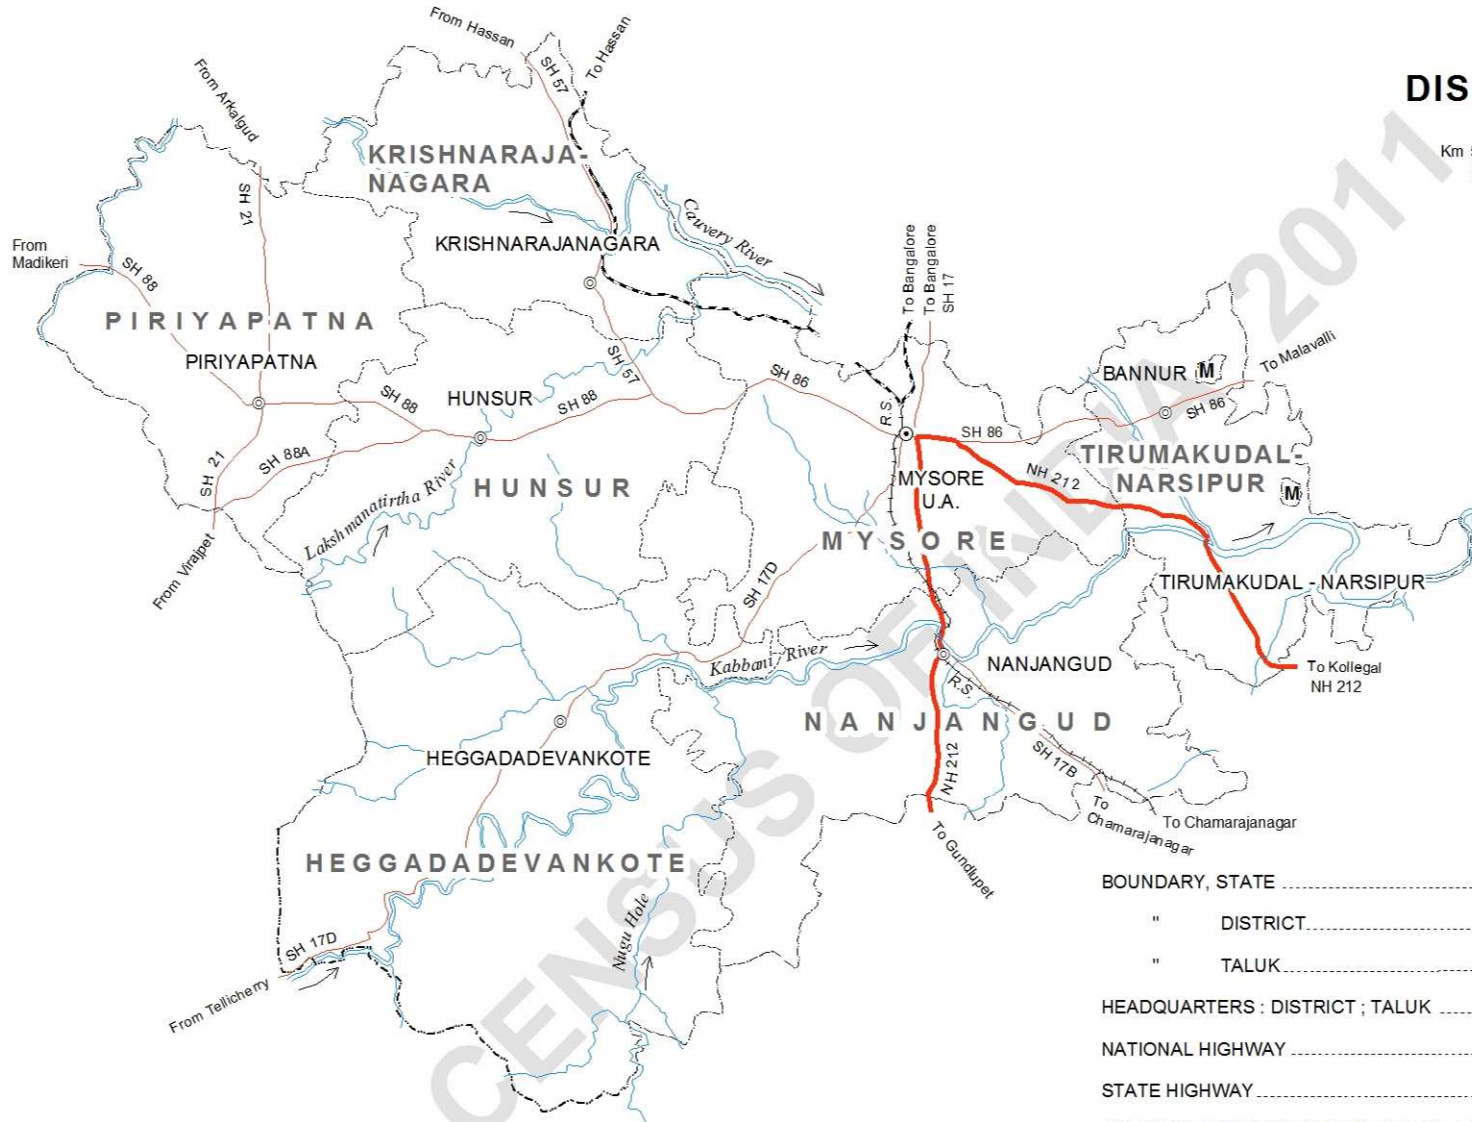 From Hassan
To Hassan
SH 57
DIS
From Arkalgud
Km 5
KRISHNARAJA-
NAGARA
SH 21
Cauvery River
KRISHNARAJANAGARA
From
Madikeri
SH 88
To Bangalore
To Bangalore
SH 17
PIRIYAPATNA
PIRIYAPATNA
SH 57
SH 86
To Malavalli
BANNUR M
SH 86
HUNSUR
SH 88
SH 88
R.S.
SH 86
SH 88A
SH 21
TIRUMAKUDAL-
NARSIPUR M
NH 212
MYSORE
U.A.
HUNSUR
Lakshmanatirtha River
MYSORE
From Virajpet
SH 17D
TIRUMAKUDAL - NARSIPUR
Kabbani River
NANJANGUD
To Kollegal
NH 212
R.S.
NANJANGUD
HEGGADADEVANKOTE
NH 212
SH 17B
To
Chamarajanagar
To Chamarajanagar
To Gundlupet
HEGGADADEVANKOTE
Nugu Hole
SH 17D
From Tellicherry
BOUNDARY, STATE
" DISTRICT
" TALUK
HEADQUARTERS : DISTRICT ; TALUK
NATIONAL HIGHWAY
STATE HIGHWAY
CENSUS OF INDIA 2011